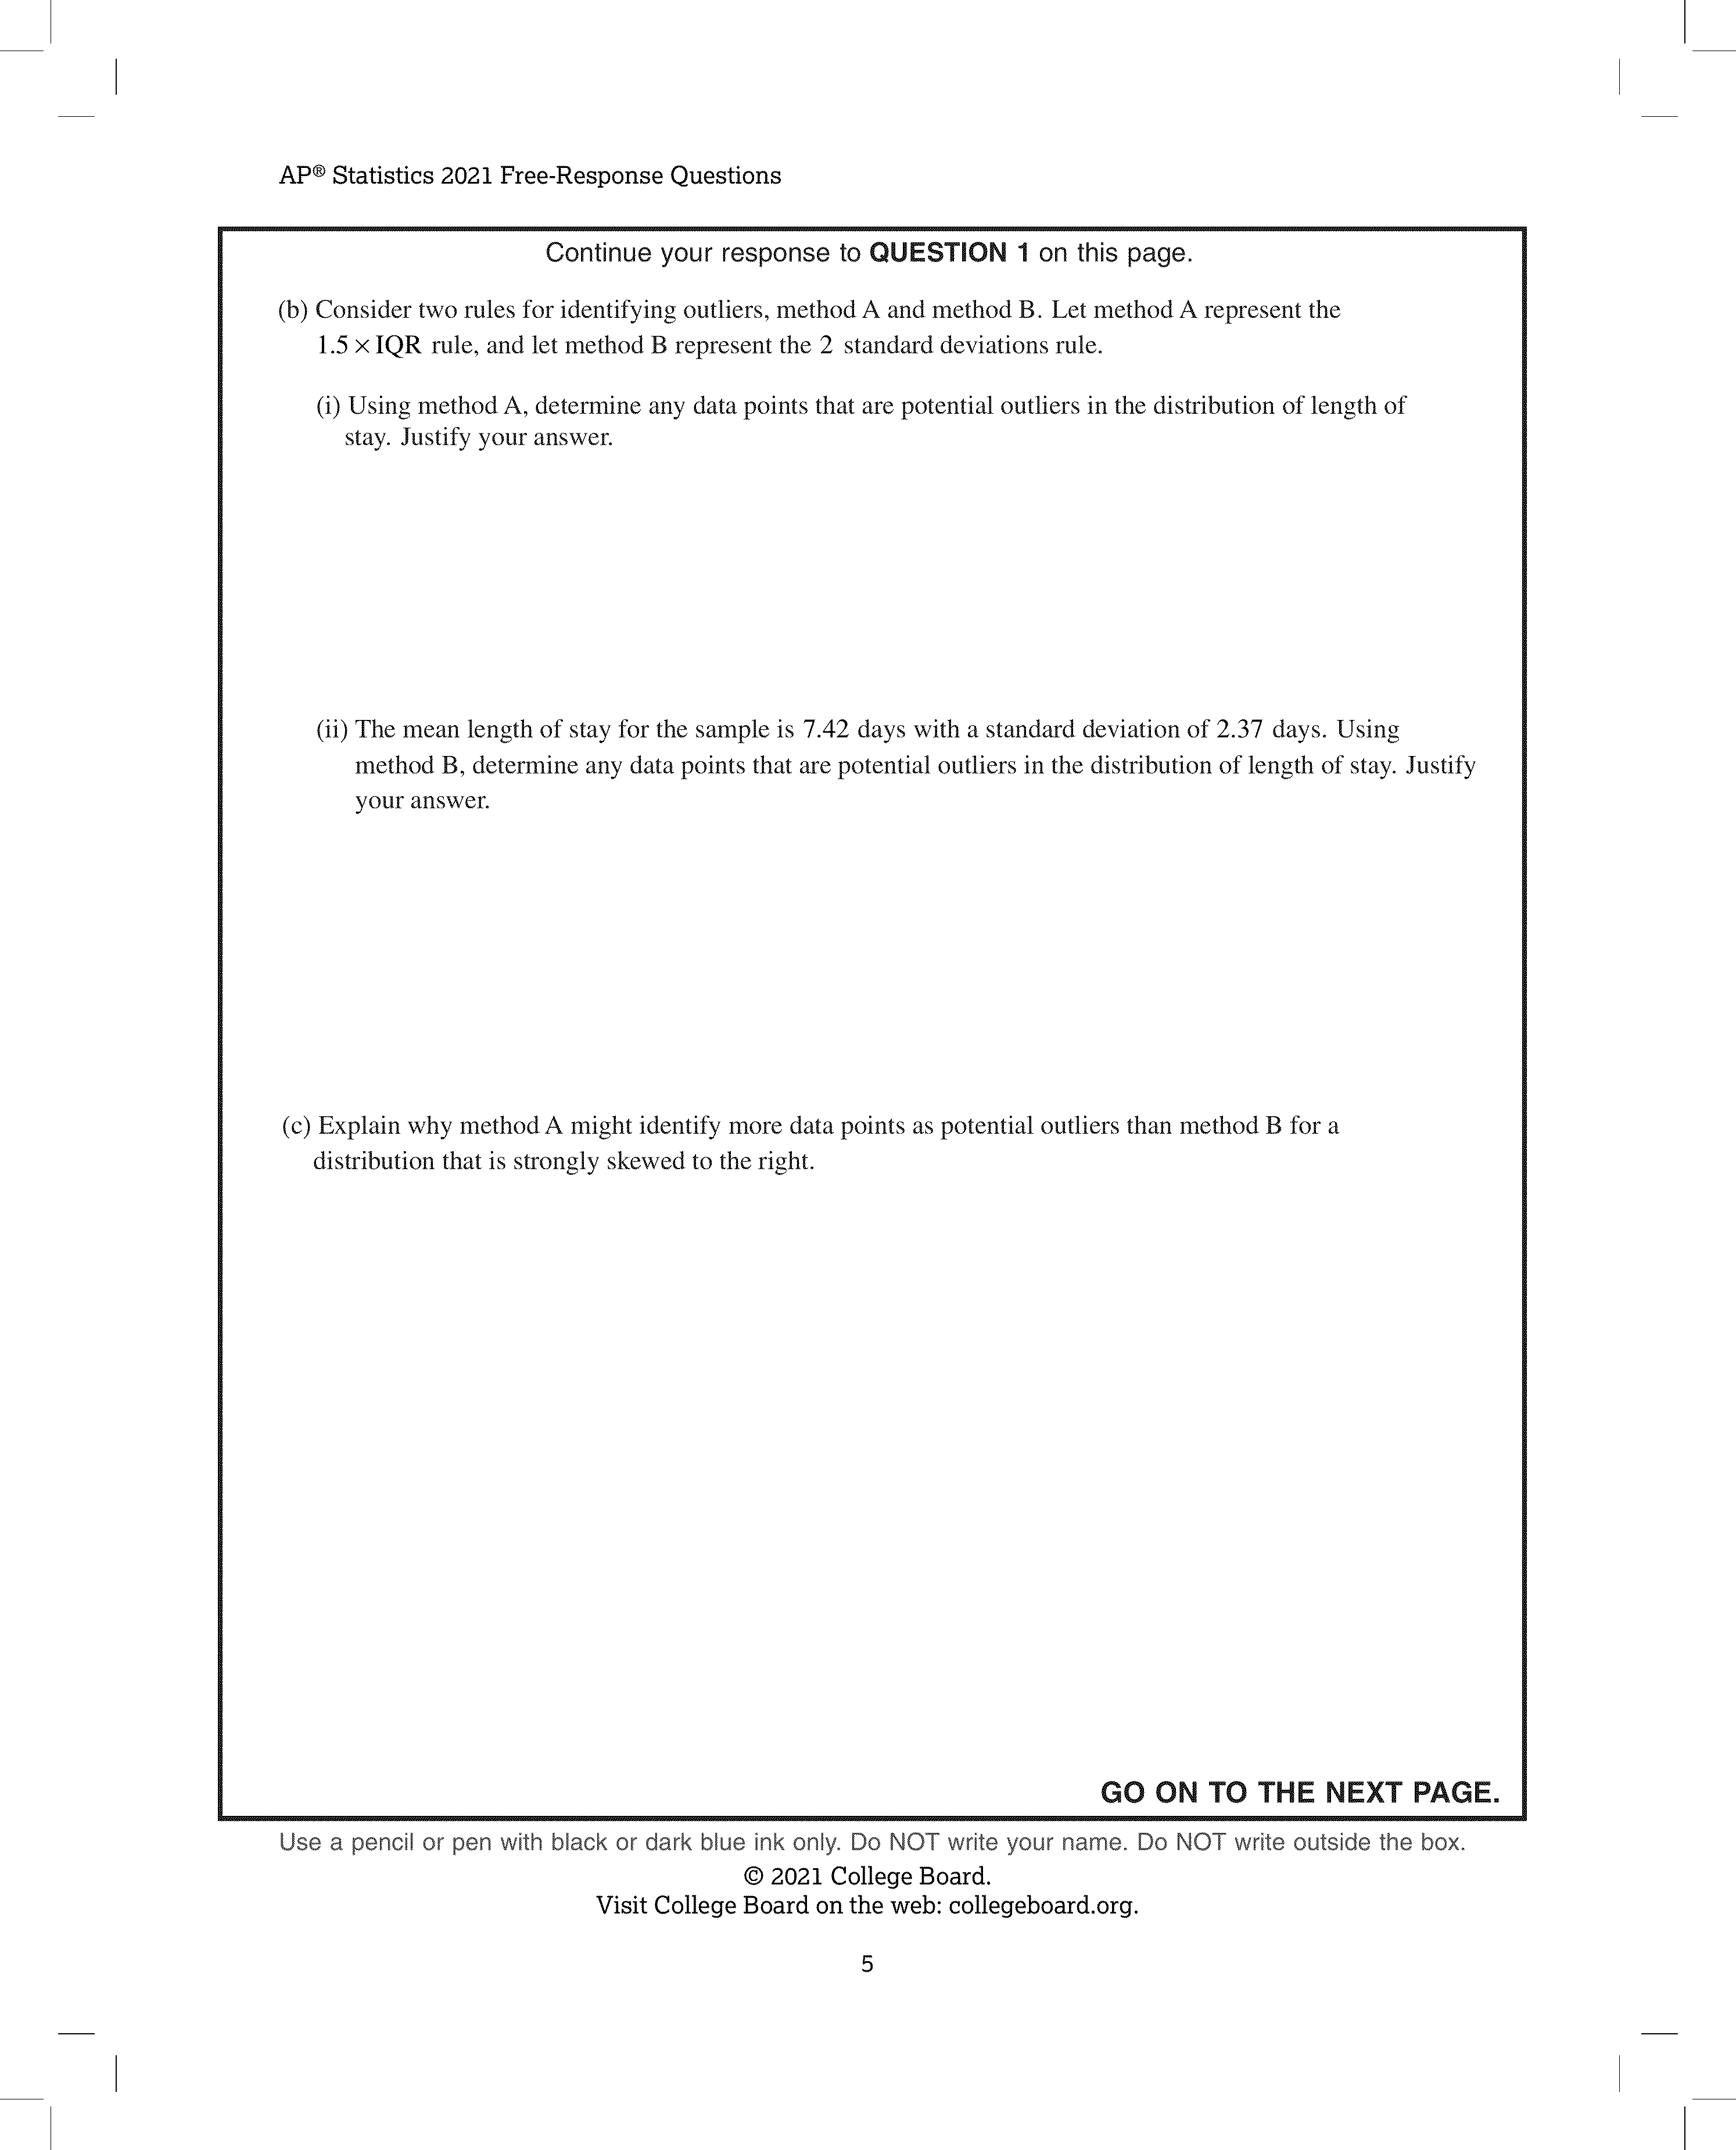 AP® Statistics 2021 Free-Response Questions
Continue your response to QUESTION 1 on this page.
(b) Consider two rules for identifying outliers, method A and method B. Let method A represent the
1.5 × IQR rule, and let method B represent the 2 standard deviations rule.
(i) Using method A, determine any data points that are potential outliers in the distribution of length of
stay. Justify your answer.
(ii) The mean length of stay for the sample is 7.42 days with a standard deviation of 2.37 days. Using
method B, determine any data points that are potential outliers in the distribution of length of stay. Justify
your answer.
(c) Explain why method A might identify more data points as potential outliers than method B for a
distribution that is strongly skewed to the right.
GO ON TO THE NEXT PAGE.
Use a pencil or pen with black or dark blue ink only. Do NOT write your name. Do NOT write outside the box.
© 2021 College Board.
Visit College Board on the web: collegeboard.org.
5